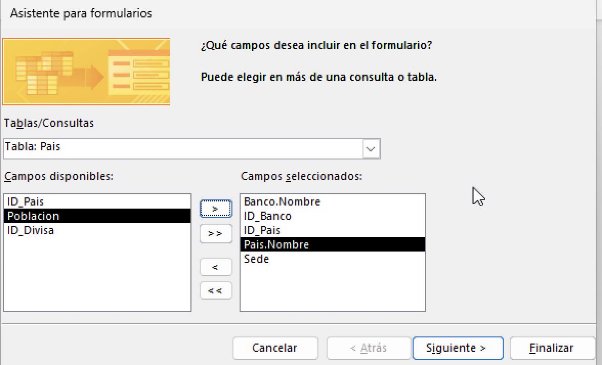 Asistente para formularios
¿Qué campos desea incluir en el formulario?
Puede elegir en más de una consulta o tabla.
Tablas/Consultas
Tabla: Pais
Campos disponibles:
ID_Pais
Poblacion
ID_Divisa
>
>>
<
<<
Campos seleccionados:
Banco.Nombre
ID_Banco
ID_Pais
Pais.Nombre
Sede
Cancelar
< Atrás
Siguiente >
Finalizar